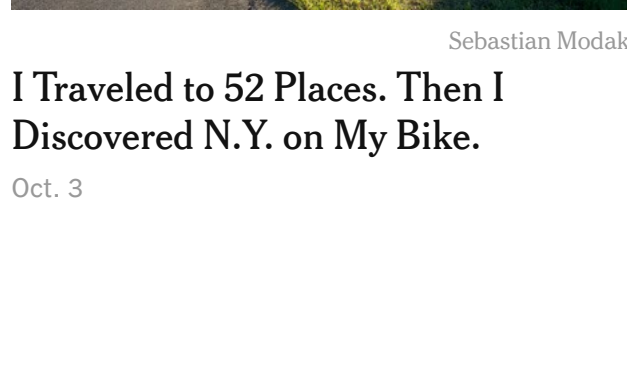 Sebastian Modak
I Traveled to 52 Places. Then I
Discovered N.Y. on My Bike.
Oct. 3